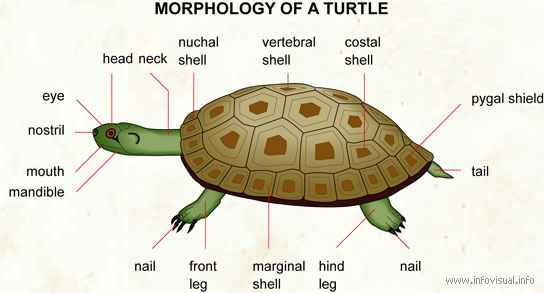 MORPHOLOGY OF A TURTLE
head
neck
nuchal
shell
vertebral
shell
costal
shell
eye
nostril
mouth
mandible
pygal shield
tail
nail
front
leg
marginal
shell
hind
leg
nail
www.infovisual.info